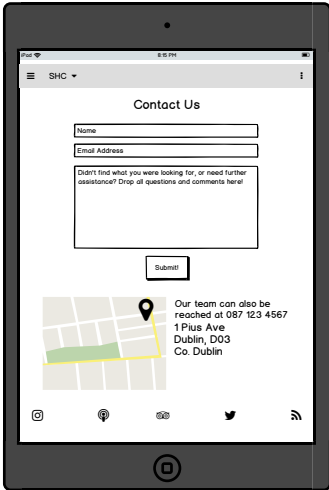 iPad 8:15 PM
SHC
Contact Us
Name
Email Address
Didn't find what you were looking for, or need further
assistance? Drop all questions and comments here!
Submit!
Our team can also be
reached at 087 123 4567
1 Pius Ave
Dublin, D03
Co. Dublin